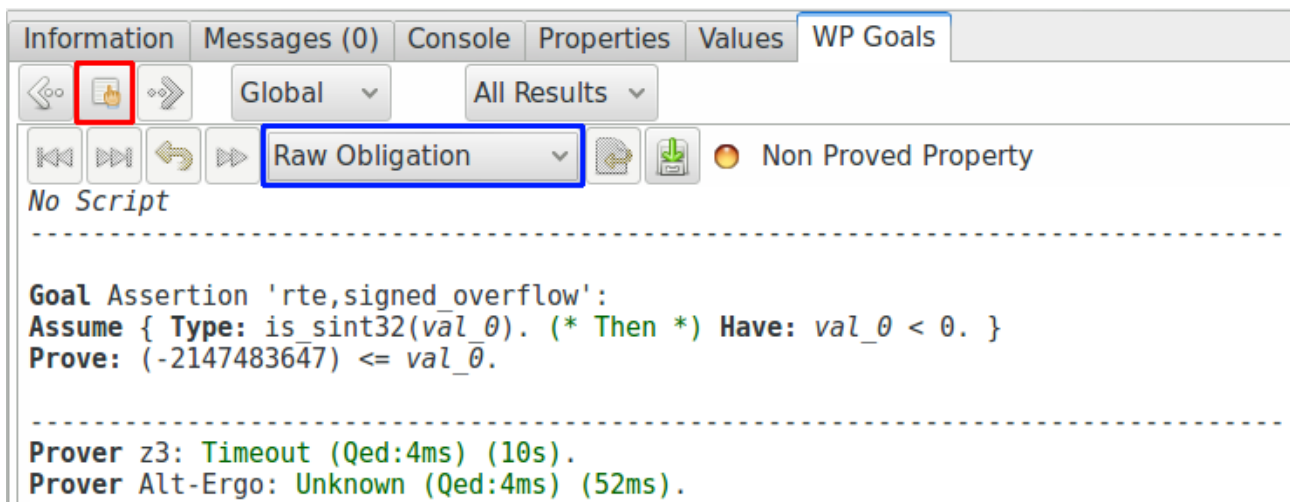 Information Messages (0) Console Properties Values WP Goals
Global All Results
Raw Obligation Non Proved Property
No Script
--------------------------------------------------------------------------------
Goal Assertion 'rte,signed_overflow':
Assume { Type: is_sint32(val_0). (* Then *) Have: val_0 < 0. }
Prove: (-2147483647) <= val_0.
--------------------------------------------------------------------------------
Prover z3: Timeout (Qed:4ms) (10s).
Prover Alt-Ergo: Unknown (Qed:4ms) (52ms).